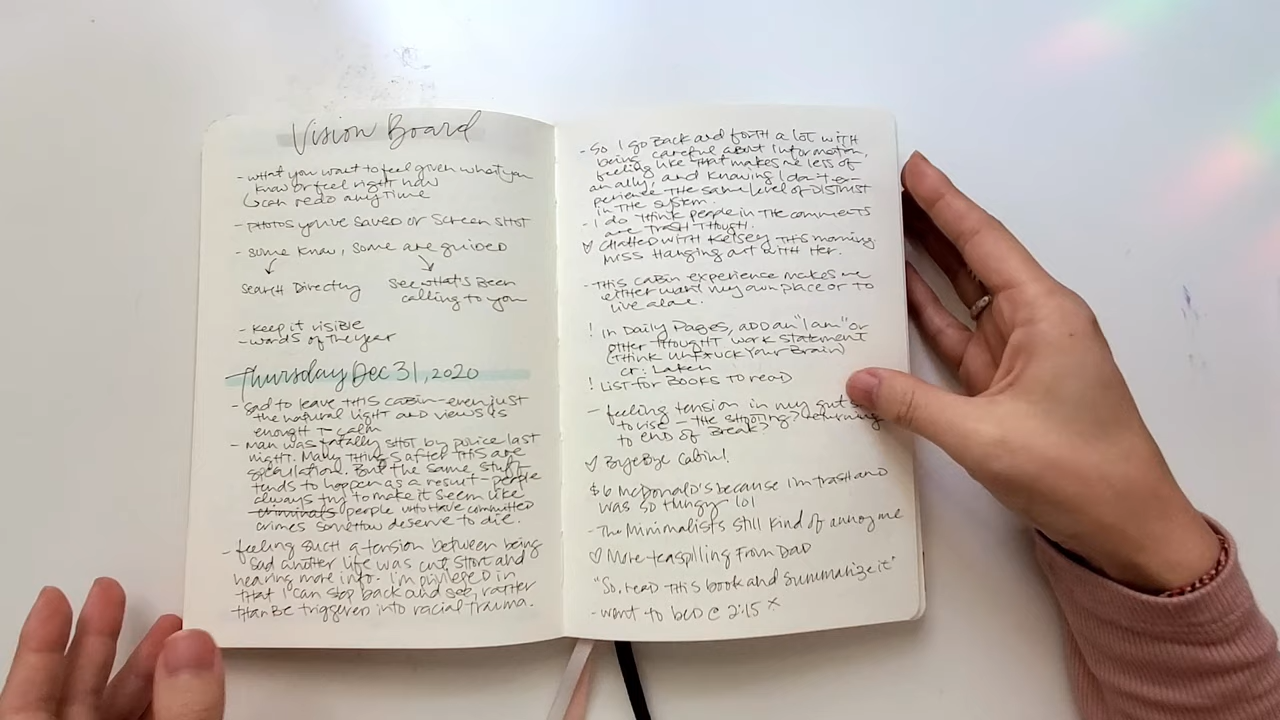 Vision Board
- what you want to feel given what you
know or feel right now
↳ can redo anytime
- photos you've saved or screen shot
- some know, some are guided
search Directly
see what's been
calling to you
- keep it visible
- words of the year
Thursday Dec 31, 2020
- sad to leave this cabin - even just
the natural light and views is
enough to calm
- man was fatally shot by police last
night. Many things after this are
speculation. But the same stuff
tends to happen as a result - people
always try to make it seem like
criminals people who have committed
crimes somehow deserve to die.
- feeling such a tension between being
sad another life was cut short and
hearing more info. I'm privileged in
that I can step back and see, rather
than be triggered into racial trauma.
- So I go back and forth a lot with
being careful about information,
feeling like that makes me less of
an ally, and knowing I don't ex-
perience the same level of distrust
in the system.
- I do think people in the comments
are trash though.
♡ Chatted with Kelsey this morning.
Miss hanging out with her.
- This cabin experience makes me
either want my own place or to
live alone.
! In Daily Pages, add an "I am" or
other thought work statement
(think Unf*uck Your Brain)
cr: Laken
! List for books to read
- feeling tension in my gut
to rise - the shooting? returning
to end of break?
♡ Bye Bye Cabin!
$6 McDonald's because I'm trash and
was so hungry lol
- The Minimalists still kind of annoy me
♡ More teaspilling from Dad
"So, read this book and summarize it"
- went to bed @ 2:15 x